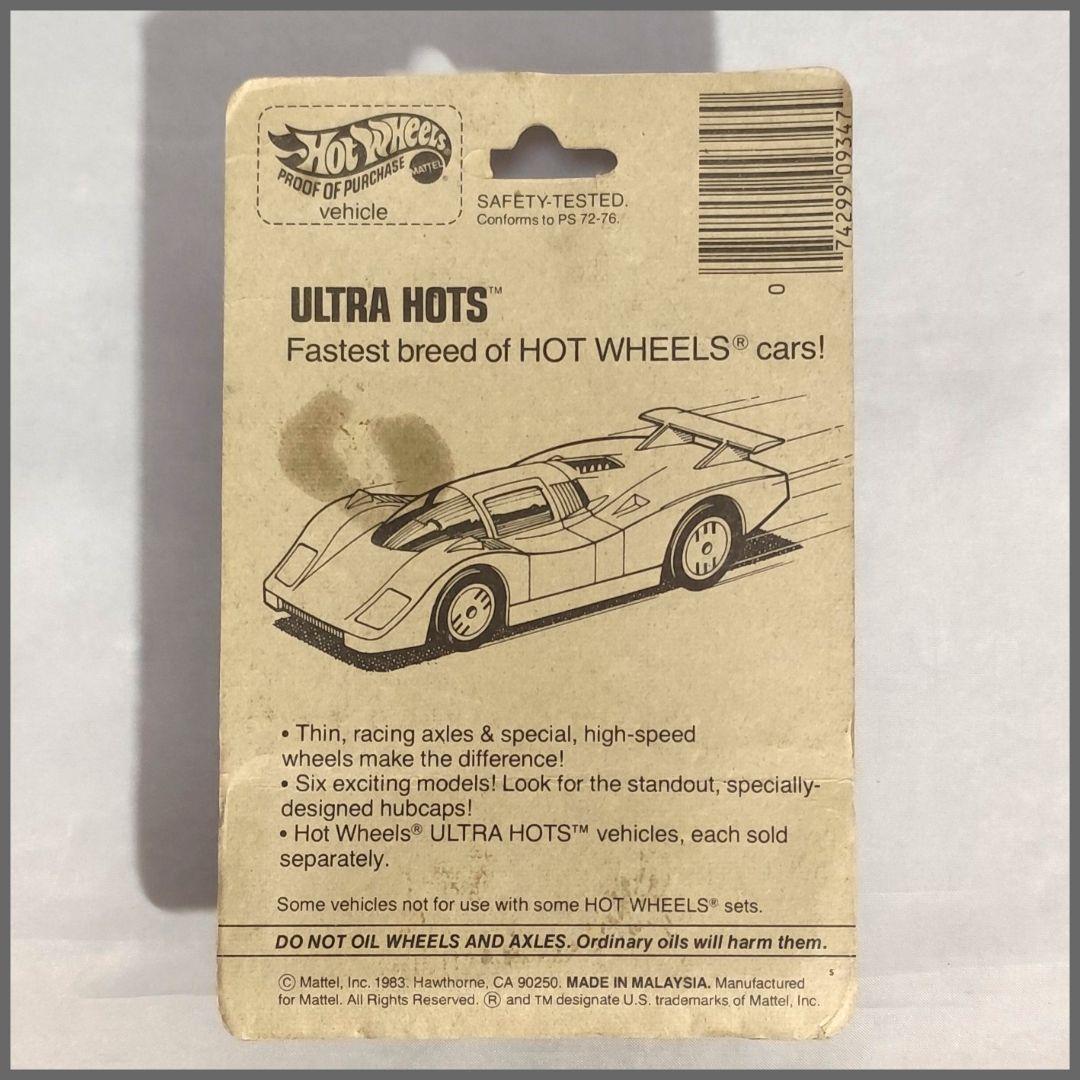 Hot Wheels®
PROOF OF PURCHASE MATTEL
vehicle
SAFETY-TESTED.
Conforms to PS 72-76.
74299 09347
0
ULTRA HOTS™
Fastest breed of HOT WHEELS® cars!
• Thin, racing axles & special, high-speed
wheels make the difference!
• Six exciting models! Look for the standout, specially-
designed hubcaps!
• Hot Wheels® ULTRA HOTS™ vehicles, each sold
separately.
Some vehicles not for use with some HOT WHEELS® sets.
DO NOT OIL WHEELS AND AXLES. Ordinary oils will harm them.
s
© Mattel, Inc. 1983. Hawthorne, CA 90250. MADE IN MALAYSIA. Manufactured
for Mattel. All Rights Reserved. ® and TM designate U.S. trademarks of Mattel, Inc.